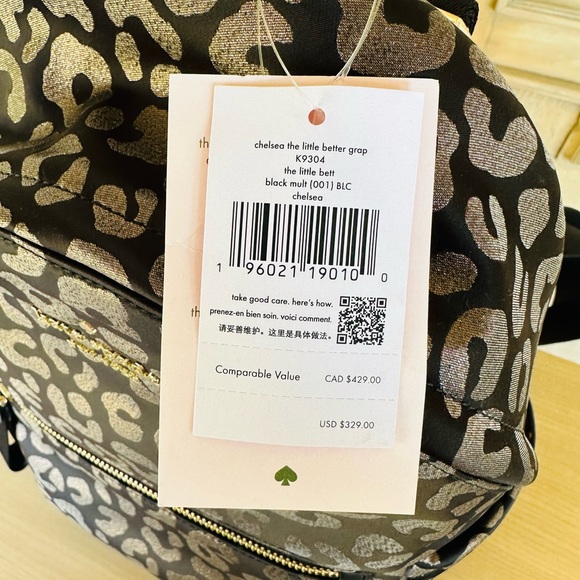 chelsea the little better grap
K9304
the little bett
black mult (001) BLC
chelsea
1 96021 19010 0
take good care. here's how.
prenez-en bien soin. voici comment.
请妥善维护。这里是具体做法。
Comparable Value CAD $429.00
USD $329.00
th
th